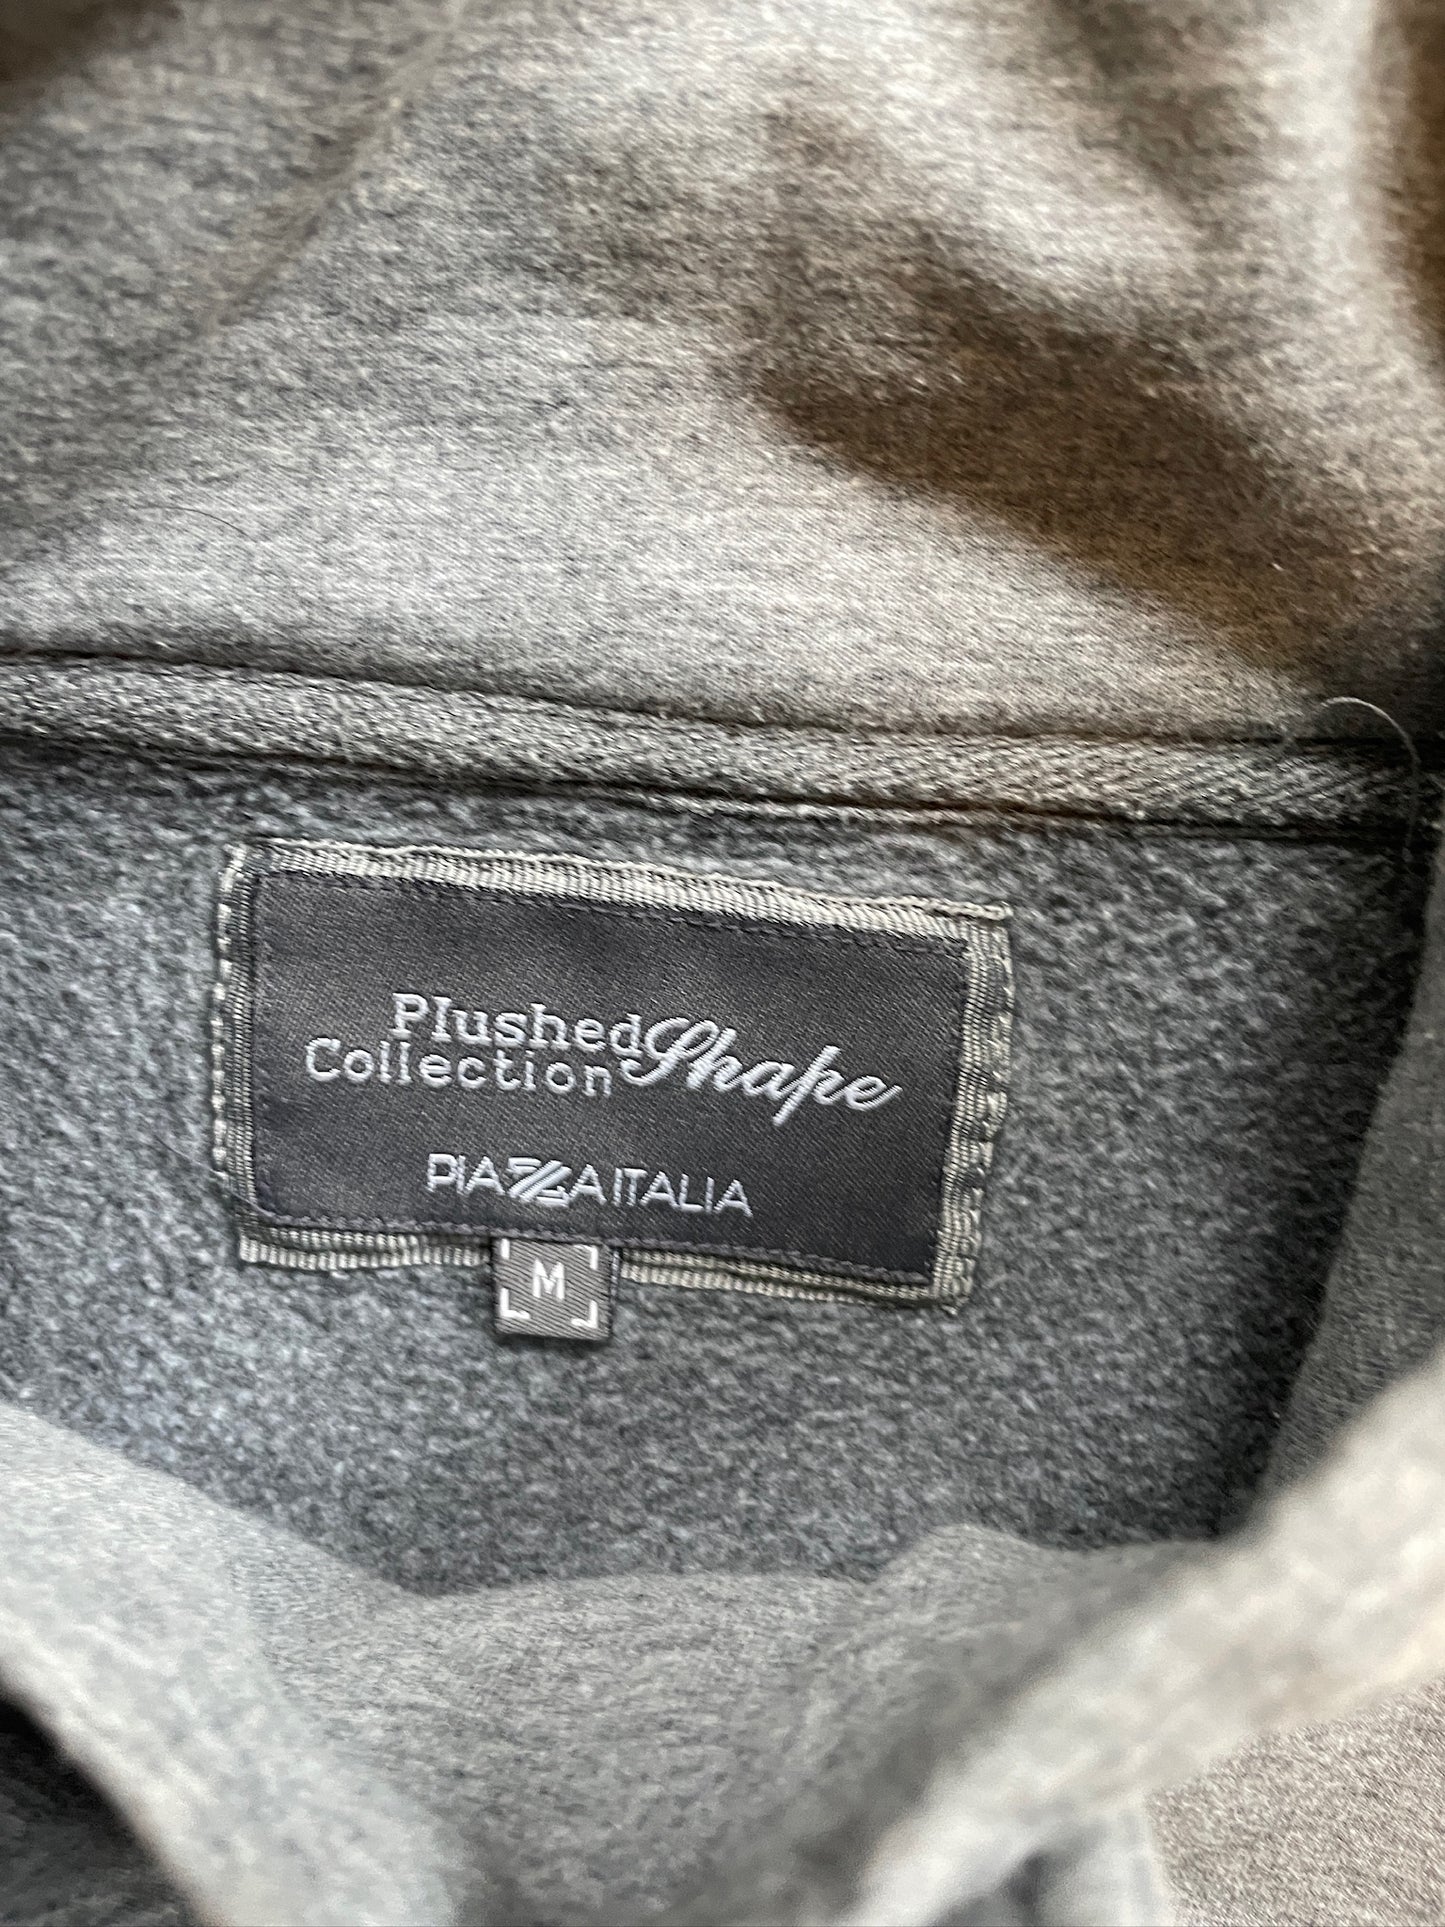 Plushed Shape
Collection
PIAZZA ITALIA
M